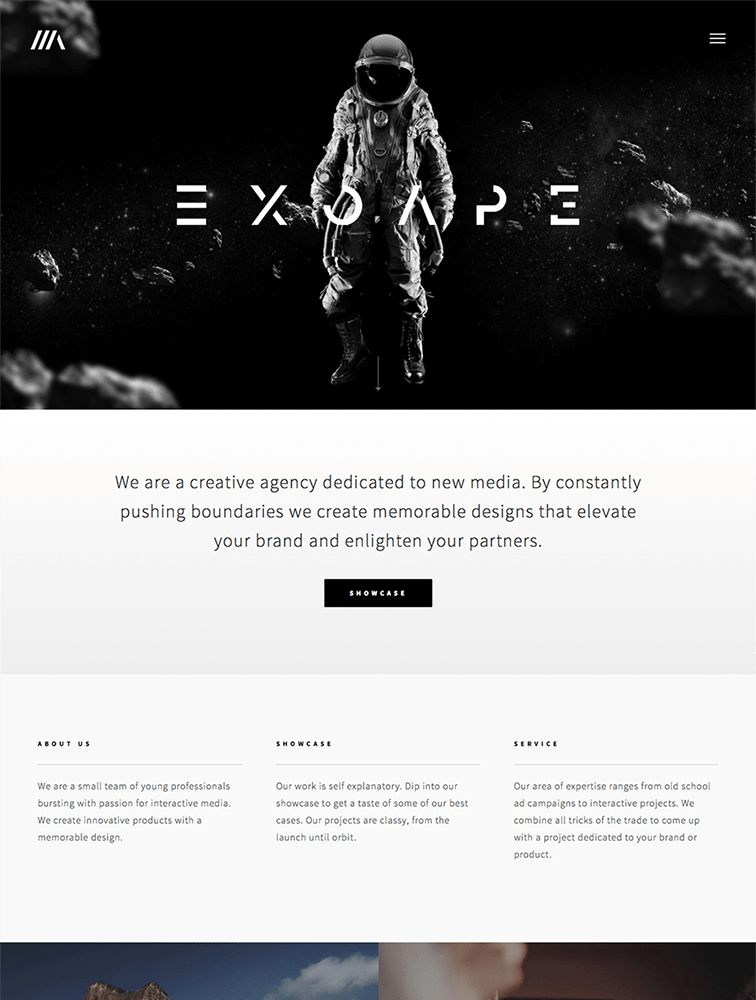 EXOAPE
We are a creative agency dedicated to new media. By constantly
pushing boundaries we create memorable designs that elevate
your brand and enlighten your partners.
SHOWCASE
ABOUT US
We are a small team of young professionals
bursting with passion for interactive media.
We create innovative products with a
memorable design.
SHOWCASE
Our work is self explanatory. Dip into our
showcase to get a taste of some of our best
cases. Our projects are classy, from the
launch until orbit.
SERVICE
Our area of expertise ranges from old school
ad campaigns to interactive projects. We
combine all tricks of the trade to come up
with a project dedicated to your brand or
product.